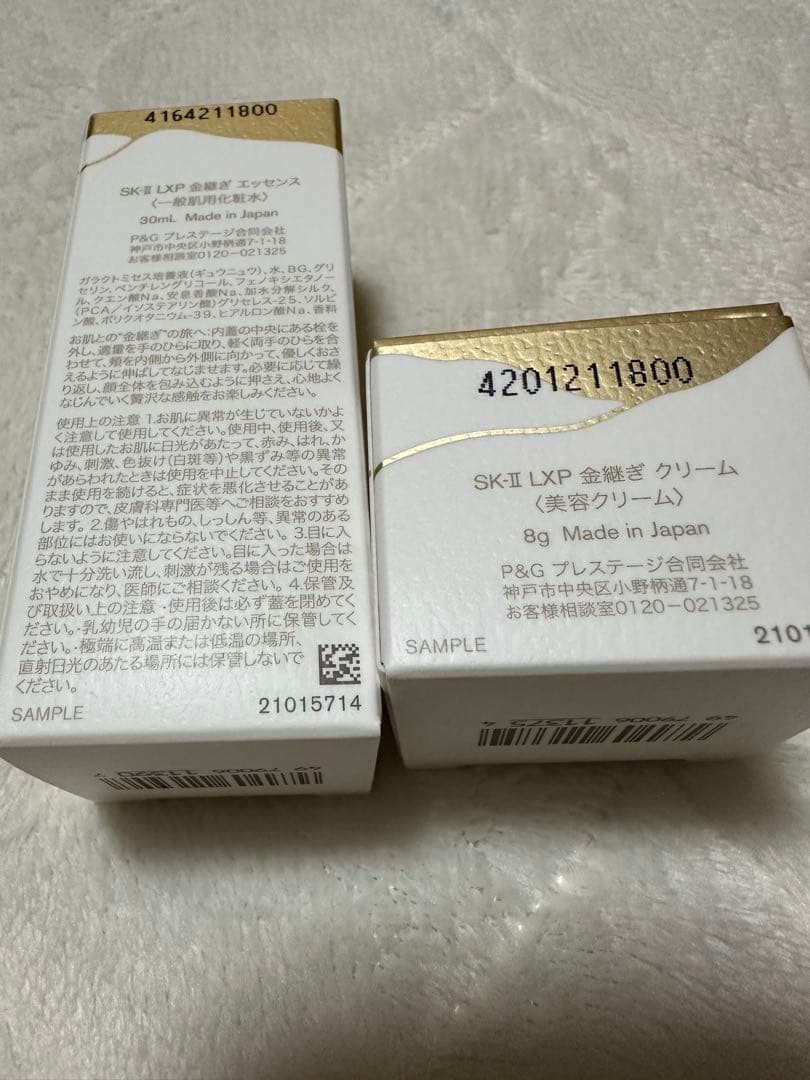 4164211800
SK-II LXP 金継ぎ エッセンス
〈一般肌用化粧水〉
30mL Made in Japan
P&G プレステージ合同会社
神戸市中央区小野柄通7-1-18
お客様相談室0120-021325
ガラクトミセス培養液(ギュウニュウ)、水、BG、グリ
セリン、ペンチレングリコール、フェノキシエタノー
ル、クエン酸Na、安息香酸Na、加水分解シルク、
(PCA/イソステアリン酸)グリセレス-25、ソルビ
ン酸、ポリクオタニウム-39、ヒアルロン酸Na、香料
お肌との“金継ぎ”の旅へ:内蓋の中央にある栓を
外し、適量を手のひらに取り、軽く両手のひらを合
わせて、頬を内側から外側に向かって、優しくおさ
えるように伸ばしてなじませます。必要に応じて繰
り返し、顔全体を包み込むように押さえ、心地よく
なじんでいく贅沢な感触をお楽しみください。
使用上の注意 1.お肌に異常が生じていないかよ
く注意して使用してください。使用中、使用後、又
は使用したお肌に日光があたって、赤み、はれ、か
ゆみ、刺激、色抜け(白斑等)や黒ずみ等の異常
があらわれたときは使用を中止してください。その
まま使用を続けると、症状を悪化させることがあ
りますので、皮膚科専門医等へご相談をおすすめ
します。 2.傷やはれもの、しっしん等、異常のある
部位にはお使いにならないでください。 3.目に入
らないように注意してください。目に入った場合は
水で十分洗い流し、刺激が残る場合はご使用を
おやめになり、医師にご相談ください。 4.保管及
び取扱い上の注意 ・使用後は必ず蓋を閉めてく
ださい。・乳幼児の手の届かない所に保管してく
ださい。・極端に高温または低温の場所、
直射日光のあたる場所には保管しないで
ください。
SAMPLE
21015714
4201211800
SK-II LXP 金継ぎ クリーム
〈美容クリーム〉
8g Made in Japan
P&G プレステージ合同会社
神戸市中央区小野柄通7-1-18
お客様相談室0120-021325
SAMPLE
2101